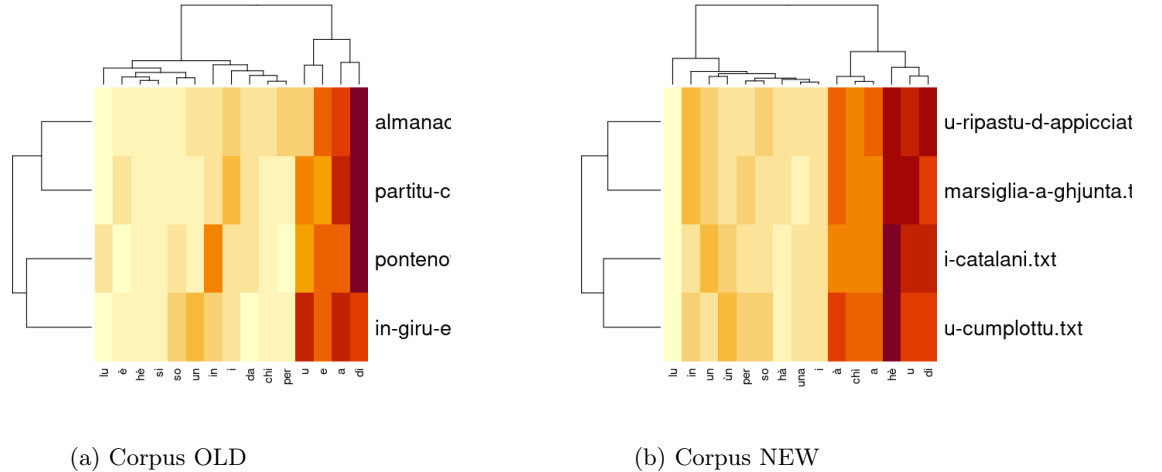 almanac
partitu-c
ponteno
in-giru-e
lu è hè si so un in i da chi per u e a di
(a) Corpus OLD
u-ripastu-d-appicciat
marsiglia-a-ghjunta.t
i-catalani.txt
u-cumplottu.txt
lu in un ùn per so hà una i à chi a hè u di
(b) Corpus NEW